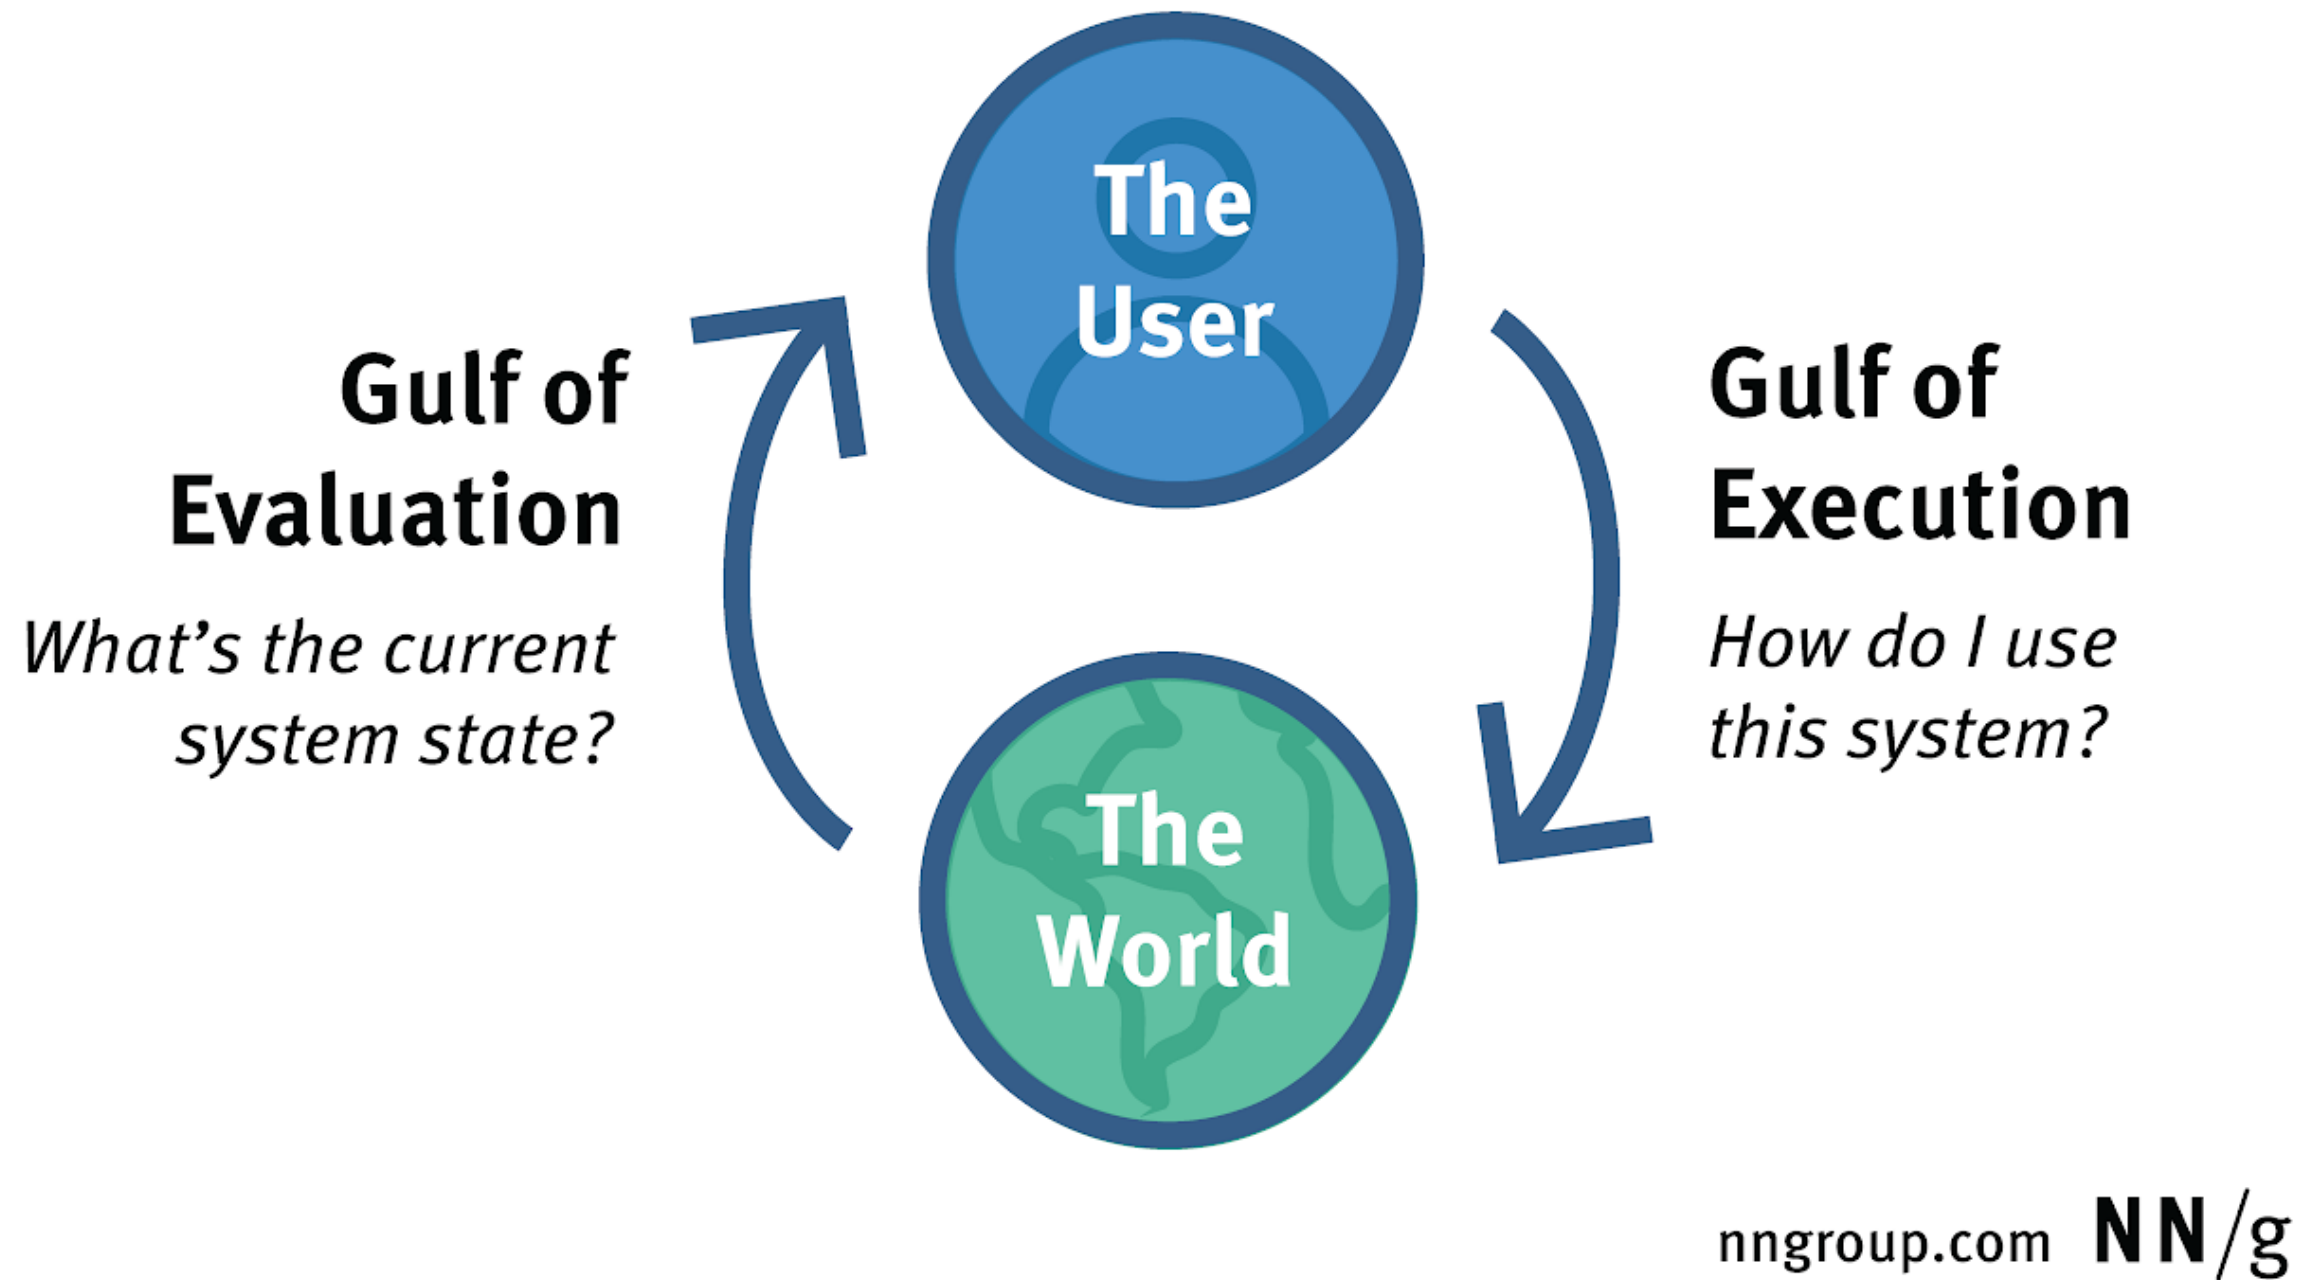 The
User
Gulf of
Evaluation
What's the current
system state?
Gulf of
Execution
How do I use
this system?
The
World
nngroup.com NN/g